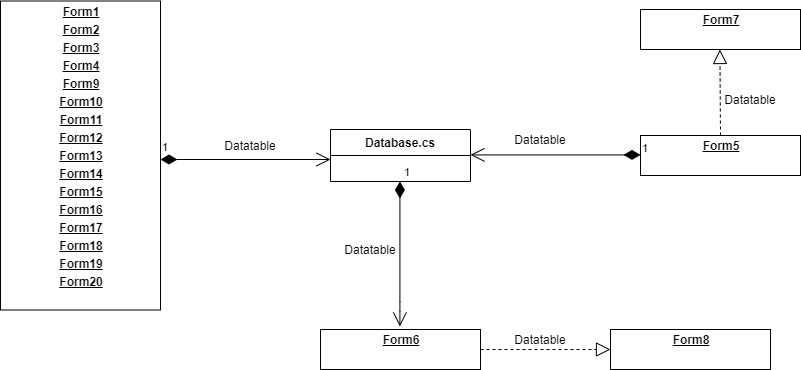 Form1
Form2
Form3
Form4
Form9
Form10
Form11
Form12
Form13
Form14
Form15
Form16
Form17
Form18
Form19
Form20
1
Datatable
Database.cs
1
Datatable
1
Form5
Datatable
Form7
Datatable
Form6
Datatable
Form8